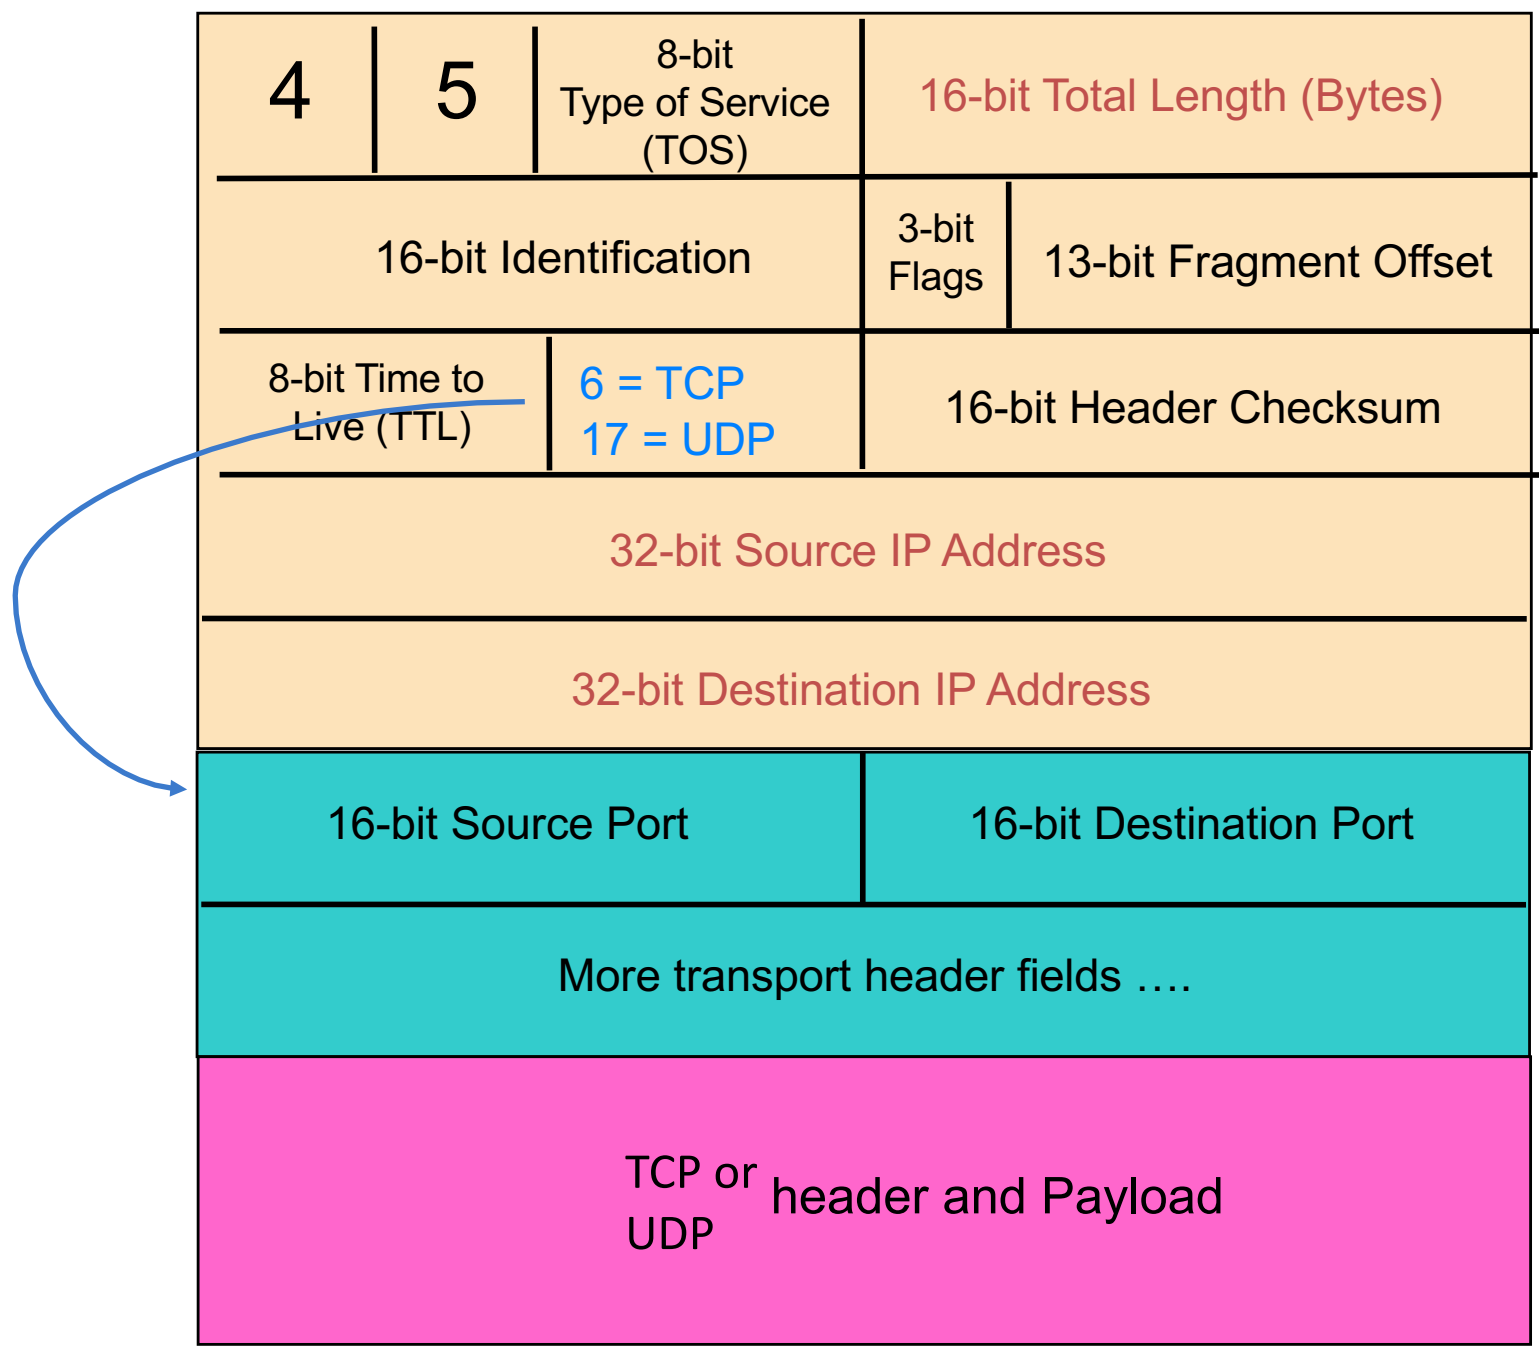 4
5
8-bit
Type of Service
(TOS)
16-bit Total Length (Bytes)
16-bit Identification
3-bit
Flags
13-bit Fragment Offset
8-bit Time to
Live (TTL)
6 = TCP
17 = UDP
16-bit Header Checksum
32-bit Source IP Address
32-bit Destination IP Address
16-bit Source Port
16-bit Destination Port
More transport header fields ….
TCP or
UDP
header and Payload